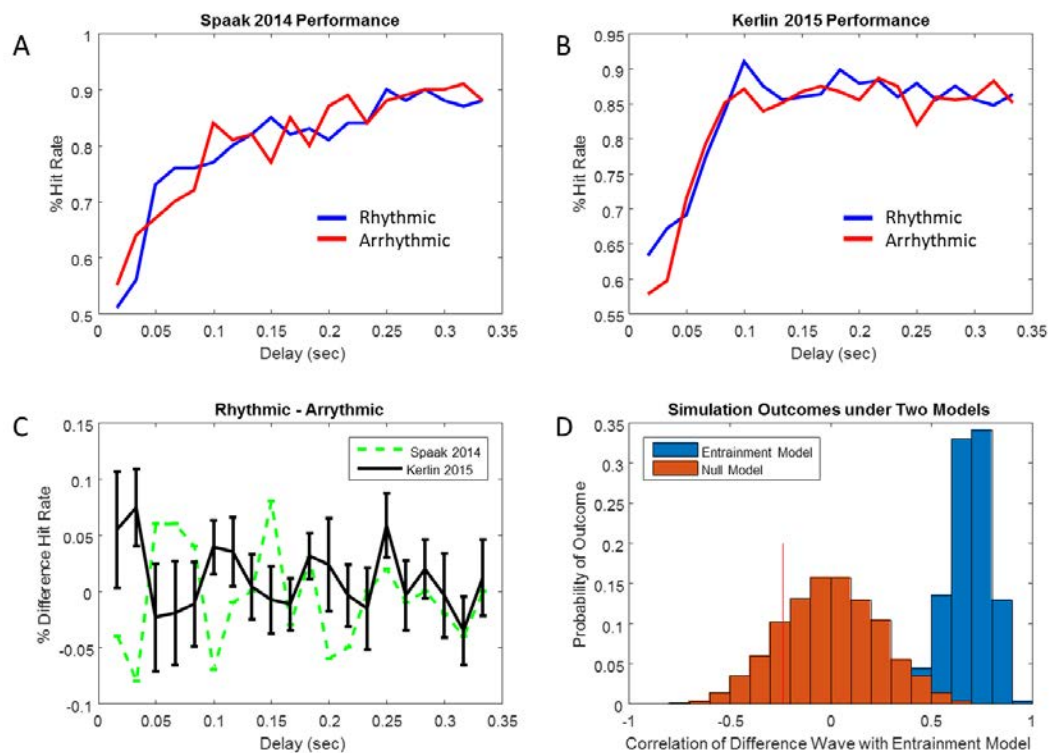 A
Spaak 2014 Performance
% Hit Rate
1
0.9
0.8
0.7
0.6
0.5
Rhythmic
Arrhythmic
0
0.05
0.1
0.15
0.2
0.25
0.3
0.35
Delay (sec)
B
Kerlin 2015 Performance
% Hit Rate
0.95
0.9
0.85
0.8
0.75
0.7
0.65
0.6
0.55
Rhythmic
Arrhythmic
0
0.05
0.1
0.15
0.2
0.25
0.3
0.35
Delay (sec)
C
Rhythmic - Arrythmic
% Difference Hit Rate
0.15
0.1
0.05
0
-0.05
-0.1
Spaak 2014
Kerlin 2015
0
0.05
0.1
0.15
0.2
0.25
0.3
0.35
Delay (sec)
D
Simulation Outcomes under Two Models
Probability of Outcome
0.35
0.3
0.25
0.2
0.15
0.1
0.05
0
Entrainment Model
Null Model
-1
-0.5
0
0.5
1
Correlation of Difference Wave with Entrainment Model